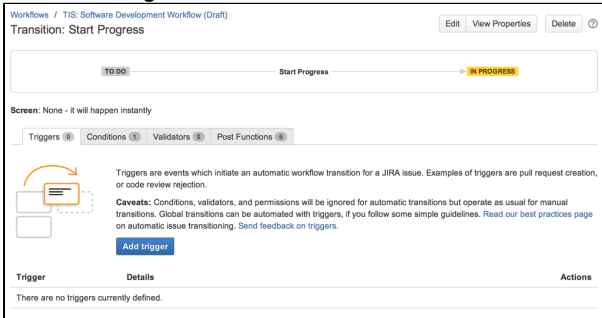 Workflows / TIS: Software Development Workflow (Draft)
Transition: Start Progress
Edit View Properties Delete ?
TO DO Start Progress IN PROGRESS
Screen: None - it will happen instantly
Triggers 0 Conditions 1 Validators 0 Post Functions 6
Triggers are events which initiate an automatic workflow transition for a JIRA issue. Examples of triggers are pull request creation,
or code review rejection.
Caveats: Conditions, validators, and permissions will be ignored for automatic transitions but operate as usual for manual
transitions. Global transitions can be automated with triggers, if you follow some simple guidelines. Read our best practices page
on automatic issue transitioning. Send feedback on triggers.
Add trigger
Trigger Details Actions
There are no triggers currently defined.